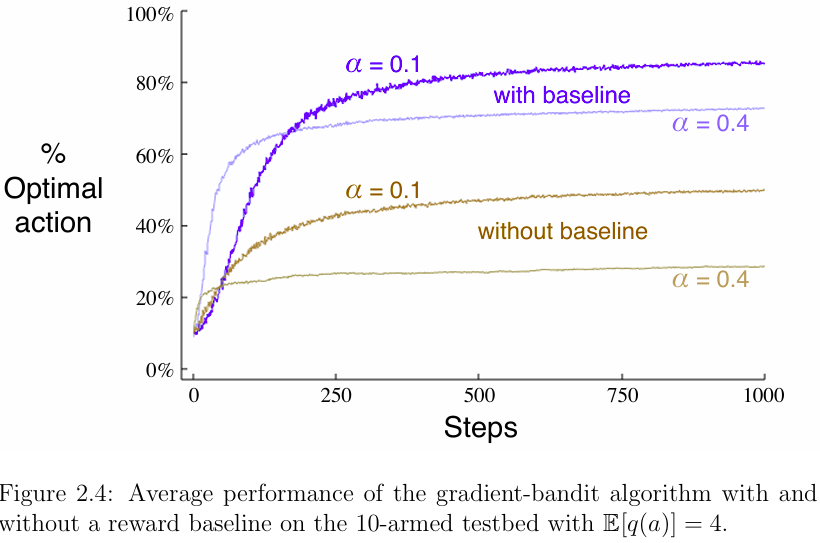 100%
α = 0.1
80%
with baseline
α = 0.4
%
Optimal
action
60%
α = 0.1
40%
without baseline
α = 0.4
20%
0%
0 250 500 750 1000
Steps
Figure 2.4: Average performance of the gradient-bandit algorithm with and
without a reward baseline on the 10-armed testbed with 𝔼[q(a)] = 4.